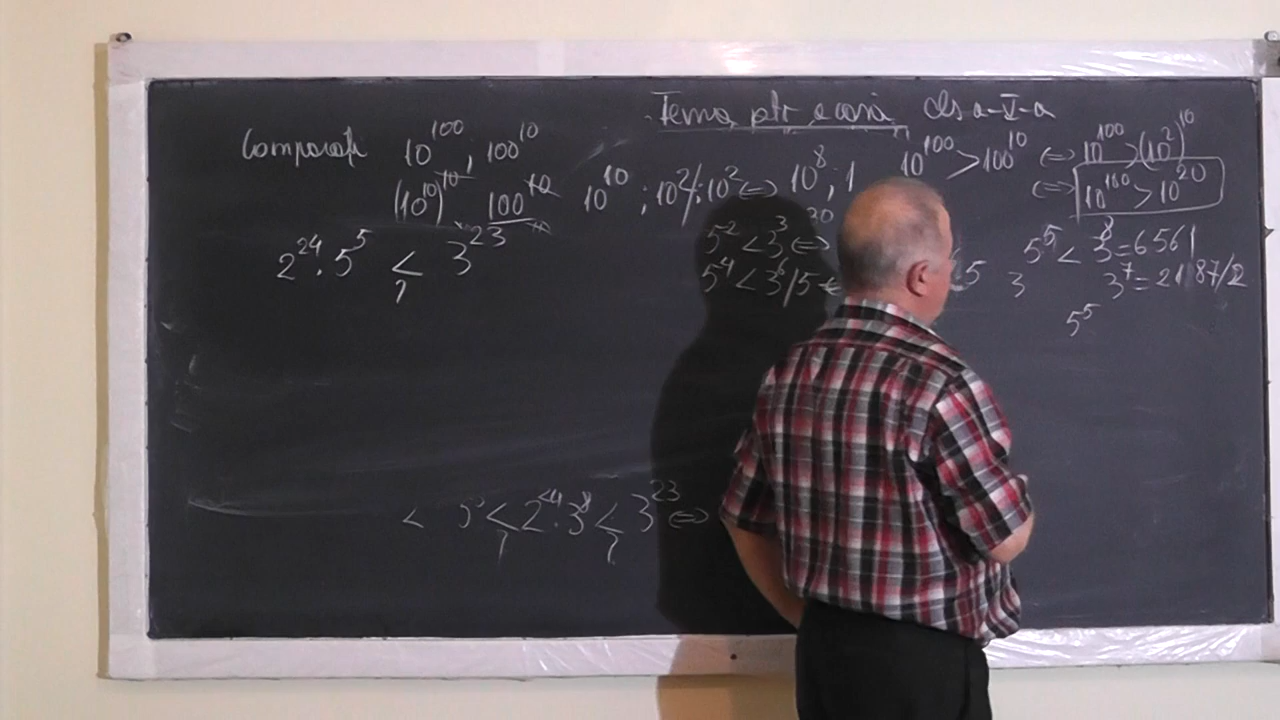 Tema ptr acasă cls a-V-a
Comparați 10^100, 100^10
(10^10)^10 100^10 10^10 ; 10^2/:10^2 ⇔ 10^8 ; 1
10^100 > 100^10 ⇔ 10^100 > (10^2)^10
⇔ 10^100 > 10^20
2^24 · 5^5 < 3^23
?
5^2 < 3^3 ⇔
5^4 < 3^6 /5
5^5 < 3^8 = 6561
3 3^7 = 2187/2
5^5
< < 2^24 · 3^8 < 3^23 ⇔
? ?